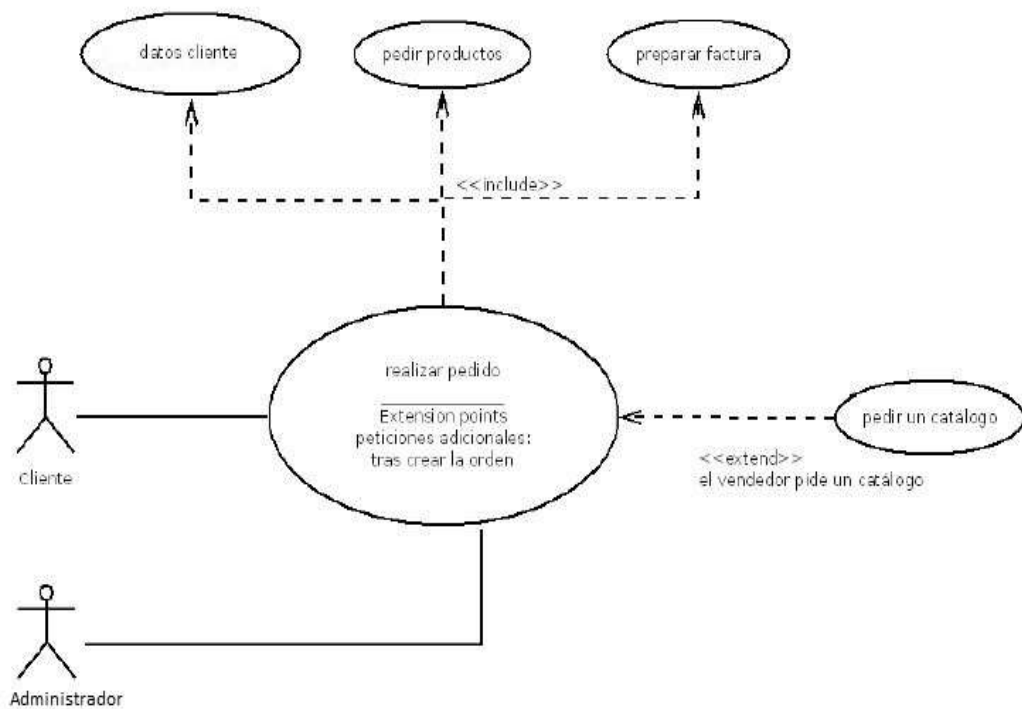 datos cliente
pedir productos
preparar factura
<<include>>
realizar pedido
Extension points
peticiones adicionales:
tras crear la orden
pedir un catálogo
<<extend>>
el vendedor pide un catálogo
Cliente
Administrador